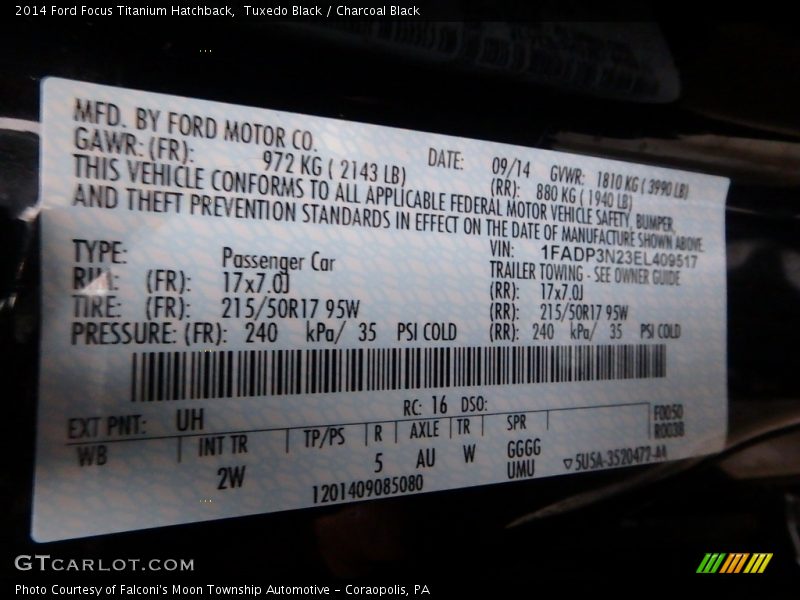 2014 Ford Focus Titanium Hatchback,  Tuxedo Black / Charcoal Black
MFD. BY FORD MOTOR CO.
DATE: 09/14 GVWR: 1810 KG ( 3990 LB)
GAWR: (FR): 972 KG ( 2143 LB) (RR): 880 KG ( 1940 LB)
THIS VEHICLE CONFORMS TO ALL APPLICABLE FEDERAL MOTOR VEHICLE SAFETY, BUMPER,
AND THEFT PREVENTION STANDARDS IN EFFECT ON THE DATE OF MANUFACTURE SHOWN ABOVE.
VIN: 1FADP3N23EL409517
TYPE: Passenger Car TRAILER TOWING - SEE OWNER GUIDE
RIM: (FR): 17x7.0J (RR): 17x7.0J
TIRE: (FR): 215/50R17 95W (RR): 215/50R17 95W
PRESSURE: (FR): 240 kPa/ 35 PSI COLD (RR): 240 kPa/ 35 PSI COLD
EXT PNT: UH RC: 16 DSO: F0050
R0038
WB INT TR TP/PS R AXLE TR SPR
2W 5 AU W GGGG
UMU
1201409085080 ▽5U5A-3520472-AA
GTCARLOT.COM
Photo Courtesy of Falconi's Moon Township Automotive – Coraopolis, PA